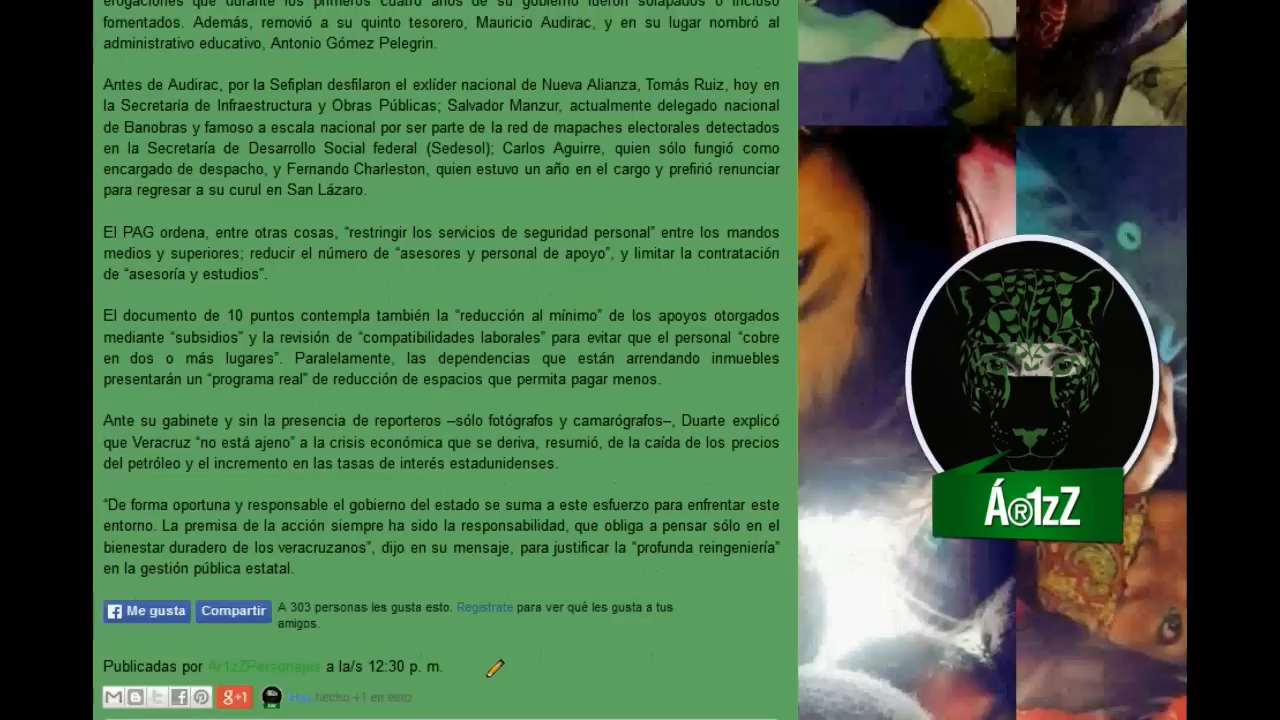 erogaciones que durante los primeros cuatro años de su gobierno fueron solapados o incluso
fomentados. Además, removió a su quinto tesorero, Mauricio Audirac, y en su lugar nombró al
administrativo educativo, Antonio Gómez Pelegrin.
Antes de Audirac, por la Sefiplan desfilaron el exlíder nacional de Nueva Alianza, Tomás Ruiz, hoy en
la Secretaría de Infraestructura y Obras Públicas; Salvador Manzur, actualmente delegado nacional
de Banobras y famoso a escala nacional por ser parte de la red de mapaches electorales detectados
en la Secretaría de Desarrollo Social federal (Sedesol); Carlos Aguirre, quien sólo fungió como
encargado de despacho, y Fernando Charleston, quien estuvo un año en el cargo y prefirió renunciar
para regresar a su curul en San Lázaro.
El PAG ordena, entre otras cosas, “restringir los servicios de seguridad personal” entre los mandos
medios y superiores; reducir el número de “asesores y personal de apoyo”, y limitar la contratación
de “asesoría y estudios”.
El documento de 10 puntos contempla también la “reducción al mínimo” de los apoyos otorgados
mediante “subsidios” y la revisión de “compatibilidades laborales” para evitar que el personal “cobre
en dos o más lugares”. Paralelamente, las dependencias que están arrendando inmuebles
presentarán un “programa real” de reducción de espacios que permita pagar menos.
Ante su gabinete y sin la presencia de reporteros –sólo fotógrafos y camarógrafos–, Duarte explicó
que Veracruz “no está ajeno” a la crisis económica que se deriva, resumió, de la caída de los precios
del petróleo y el incremento en las tasas de interés estadunidenses.
“De forma oportuna y responsable el gobierno del estado se suma a este esfuerzo para enfrentar este
entorno. La premisa de la acción siempre ha sido la responsabilidad, que obliga a pensar sólo en el
bienestar duradero de los veracruzanos”, dijo en su mensaje, para justificar la “profunda reingeniería”
en la gestión pública estatal.
Me gusta Compartir A 303 personas les gusta esto. Regístrate para ver qué les gusta a tus
amigos.
Publicadas por Ar1zZPersonajes a la/s 12:30 p. m.
g+1 Has hecho +1 en esto
Á®1zZ